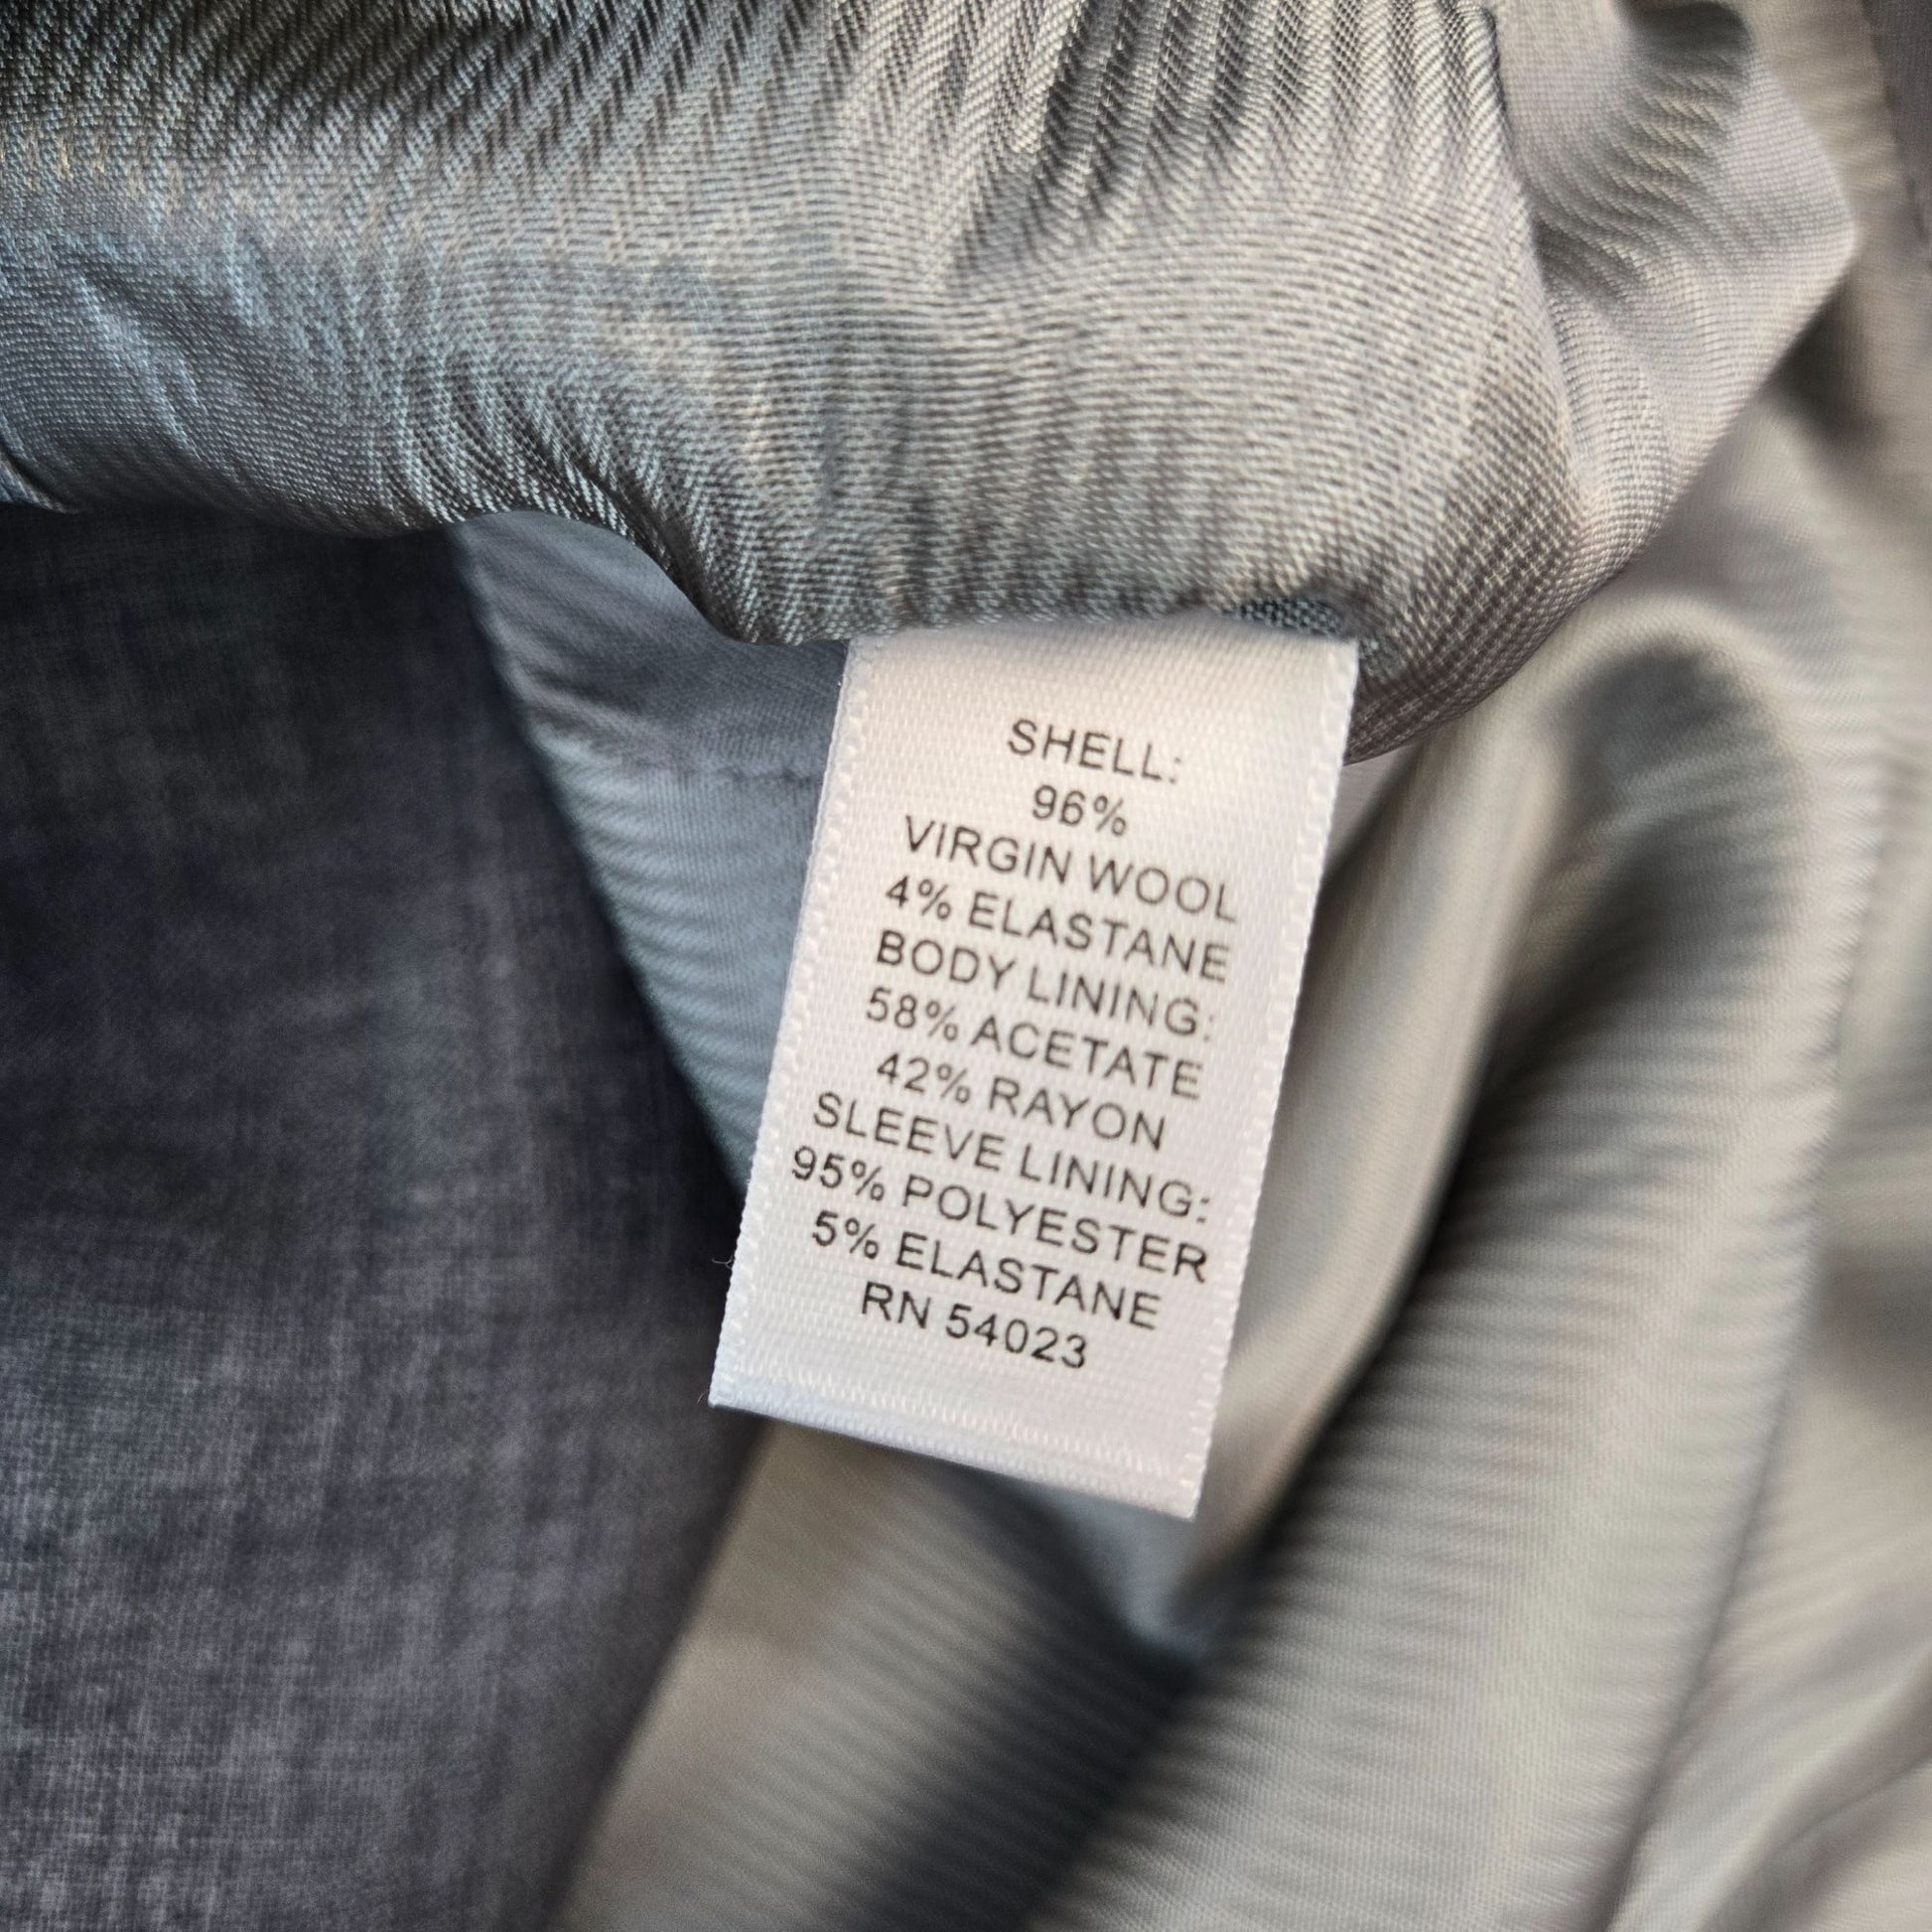 SHELL:
96%
VIRGIN WOOL
4% ELASTANE
BODY LINING:
58% ACETATE
42% RAYON
SLEEVE LINING:
95% POLYESTER
5% ELASTANE
RN 54023